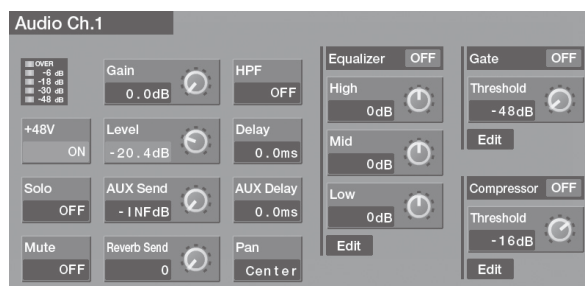 Audio Ch.1
OVER
-6 dB
-18 dB
-30 dB
-48 dB
Gain
0.0dB
HPF
OFF
+48V
ON
Level
-20.4dB
Delay
0.0ms
Solo
OFF
AUX Send
-INFdB
AUX Delay
0.0ms
Mute
OFF
Reverb Send
0
Pan
Center
Equalizer OFF
High
0dB
Mid
0dB
Low
0dB
Edit
Gate OFF
Threshold
-48dB
Edit
Compressor OFF
Threshold
-16dB
Edit